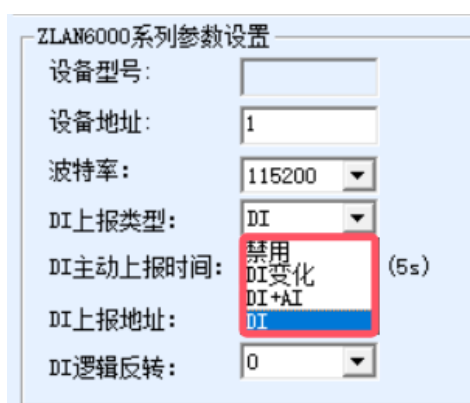 ZLAN6000系列参数设置
设备型号:
设备地址: 1
波特率: 115200
DI上报类型: DI
禁用
DI主动上报时间: DI变化 (5s)
DI+AI
DI上报地址: DI
DI逻辑反转: 0